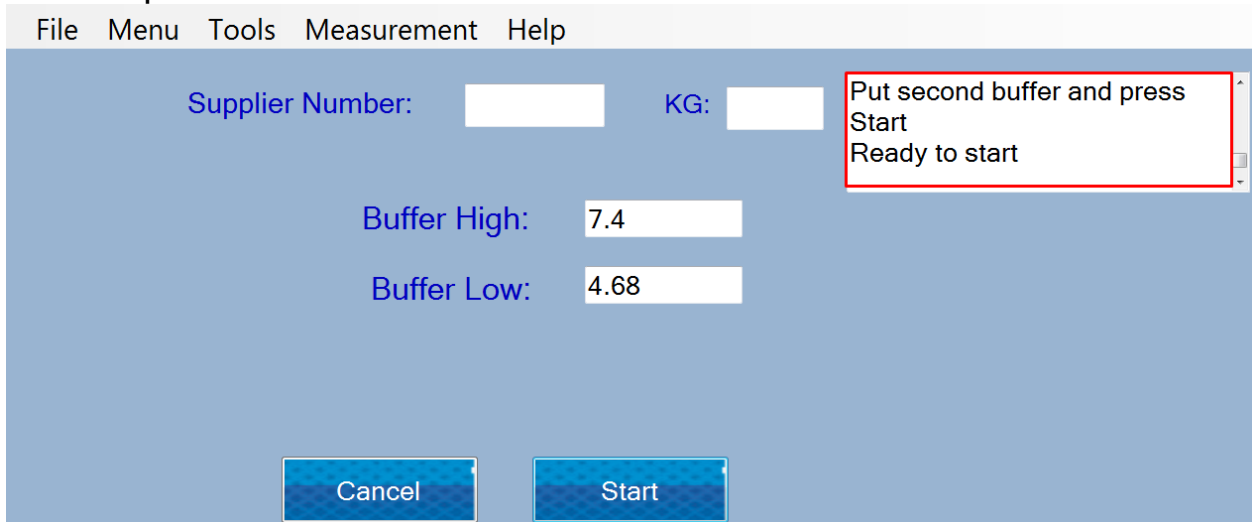 File Menu Tools Measurement Help
Supplier Number: KG:
Put second buffer and press
Start
Ready to start
Buffer High: 7.4
Buffer Low: 4.68
Cancel Start